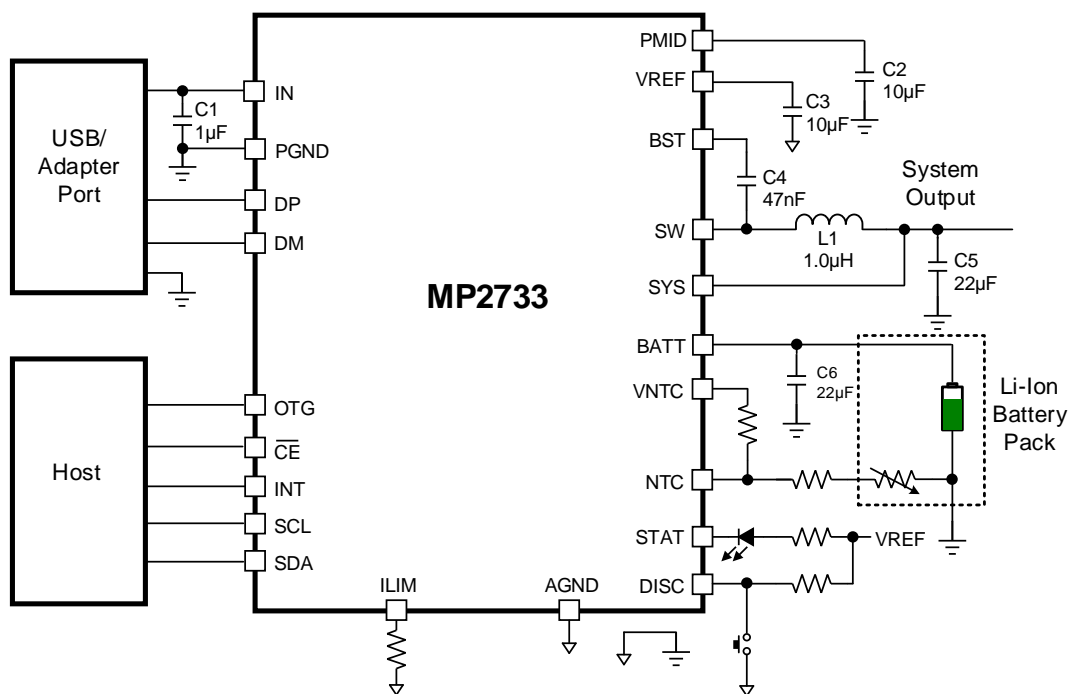 USB/
Adapter
Port
Host
MP2733
IN
PGND
DP
DM
OTG
CE
INT
SCL
SDA
ILIM
AGND
PMID
VREF
BST
SW
SYS
BATT
VNTC
NTC
STAT
DISC
C1
1µF
C2
10µF
C3
10µF
C4
47nF
L1
1.0µH
System
Output
C5
22µF
C6
22µF
Li-Ion
Battery
Pack
VREF